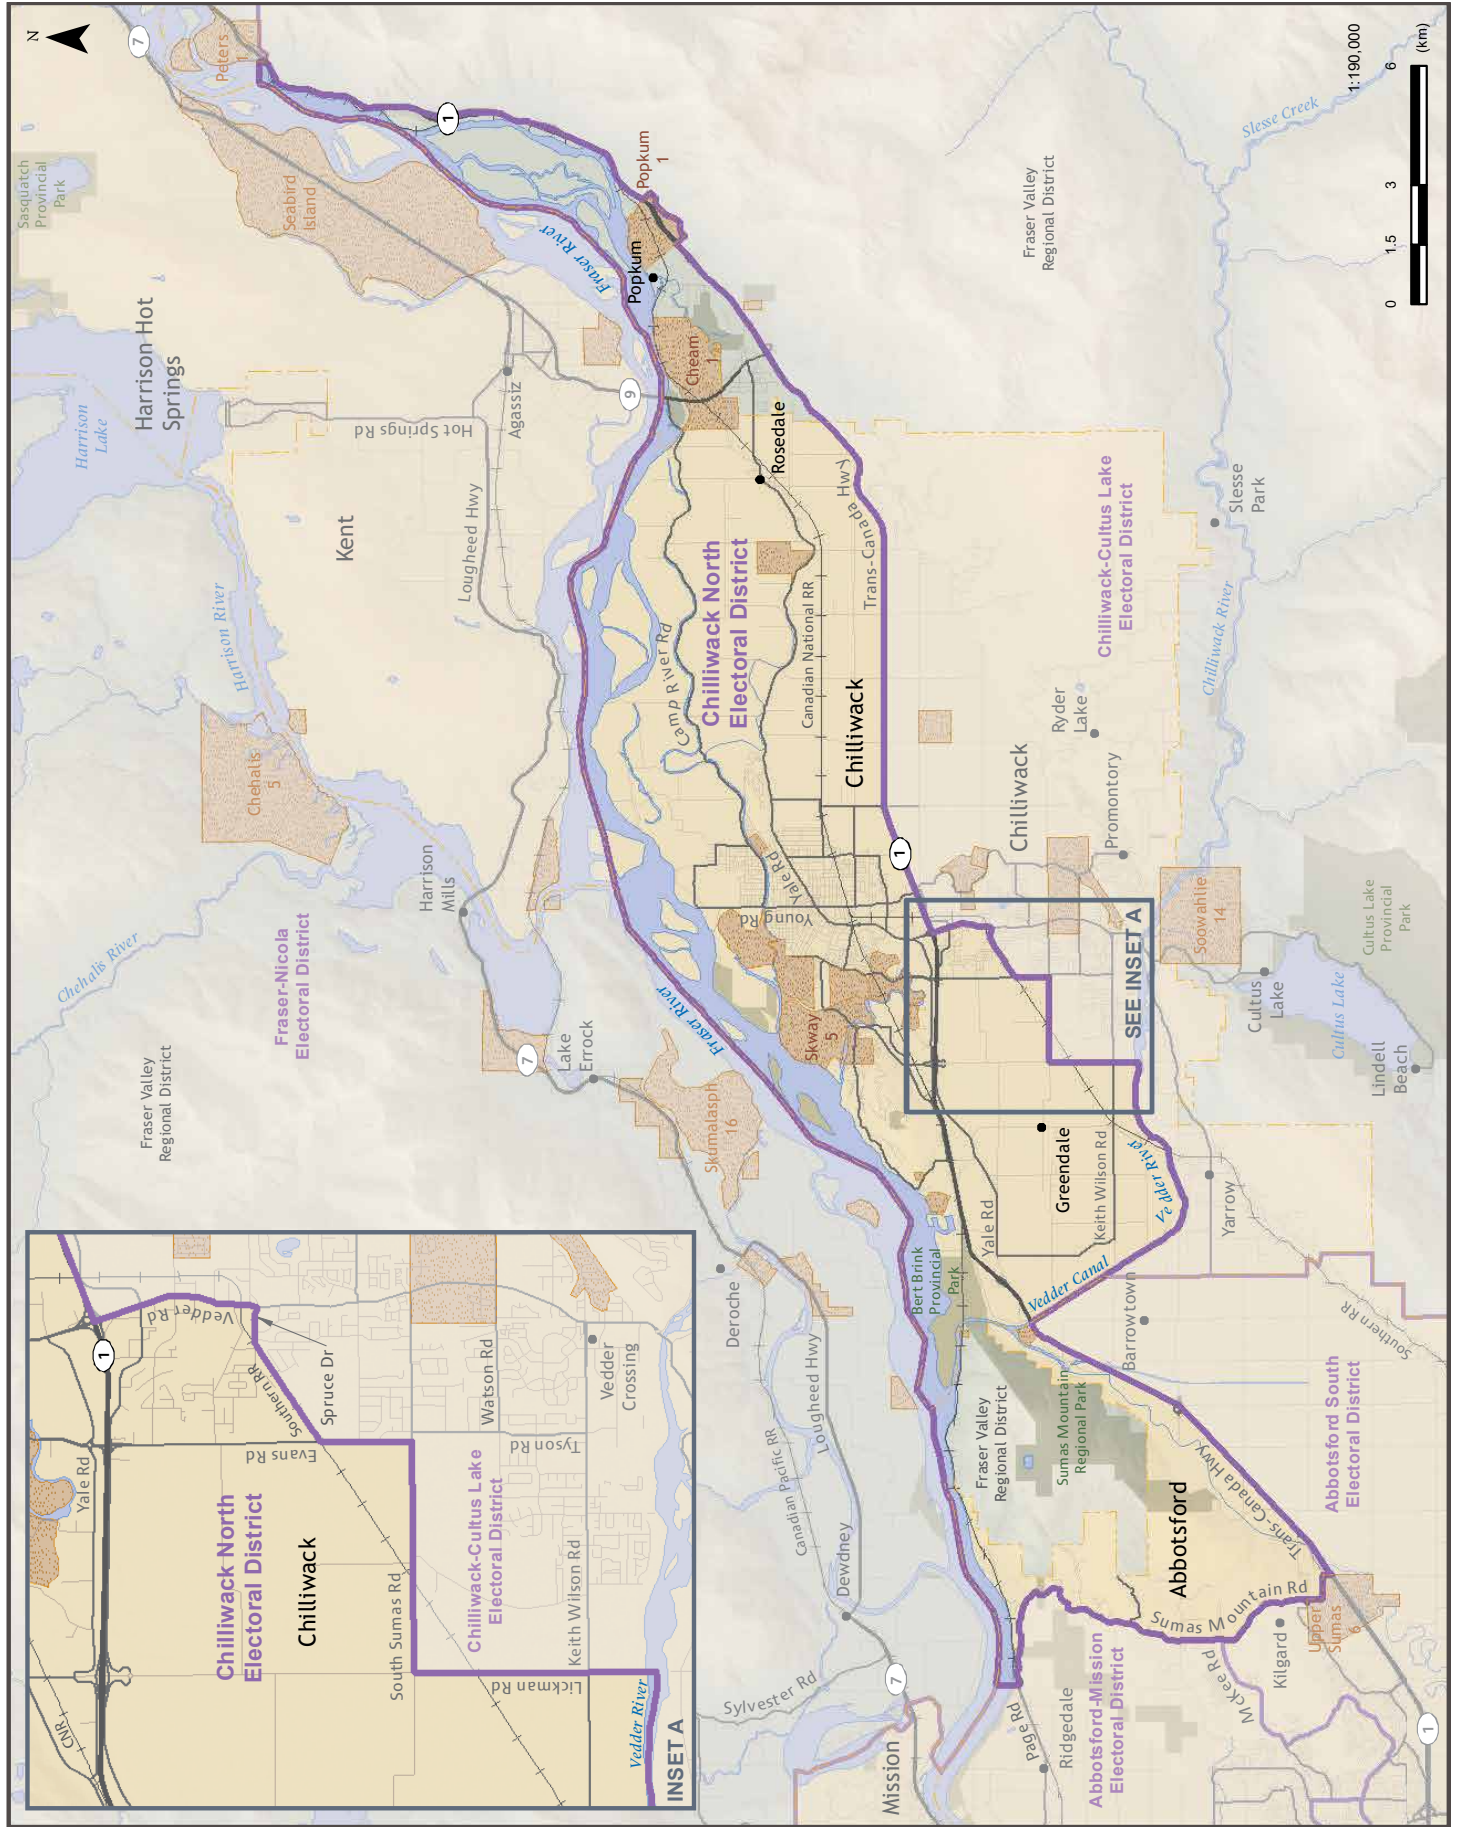 N
7
Peters
1
1
Sasquatch
Provincial
Park
Seabird
Island
Popkum
1
Popkum
Fraser River
Fraser Valley
Regional District
Slesse Creek
1:190,000
0
1.5
3
6
(km)
Harrison
Lake
Harrison Hot
Springs
Hot Springs Rd
Agassiz
9
Cheam
1
Rosedale
Kent
Lougheed Hwy
Harrison River
Camp River Rd
Chilliwack North
Electoral District
Canadian National RR
Trans-Canada Hwy
Chilliwack-Cultus Lake
Electoral District
Slesse
Park
Chilliwack River
Chehalis
5
Harrison
Mills
Chilliwack
1
Ryder
Lake
Chilliwack
Promontory
Yale Rd
Young Rd
Chehalis River
Fraser-Nicola
Electoral District
Fraser Valley
Regional District
7
Lake
Errock
Fraser River
Skway
5
Skumalasph
16
SEE INSET A
Soowahlie
14
Cultus Lake
Provincial
Park
Cultus
Lake
Cultus Lake
Lindell
Beach
Greendale
Keith Wilson Rd
Vedder River
Yale Rd
Yarrow
Vedder Canal
Barrowtown
Southern RR
Bert Brink
Provincial
Park
Deroche
Lougheed Hwy
Canadian Pacific RR
Dewdney
Fraser Valley
Regional District
Sumas Mountain
Regional Park
Abbotsford South
Electoral District
Abbotsford
Trans-Canada Hwy
Sumas Mountain Rd
Upper
Sumas
6
Kilgard
McKee Rd
Abbotsford-Mission
Electoral District
Page Rd
Ridgedale
Sylvester Rd
7
Mission
1
Vedder Rd
1
Southern RR
Spruce Dr
Evans Rd
Yale Rd
Watson Rd
Vedder
Crossing
Tyson Rd
Chilliwack North
Electoral District
Chilliwack
Chilliwack-Cultus Lake
Electoral District
South Sumas Rd
Keith Wilson Rd
Lickman Rd
CNR
Vedder River
INSET A